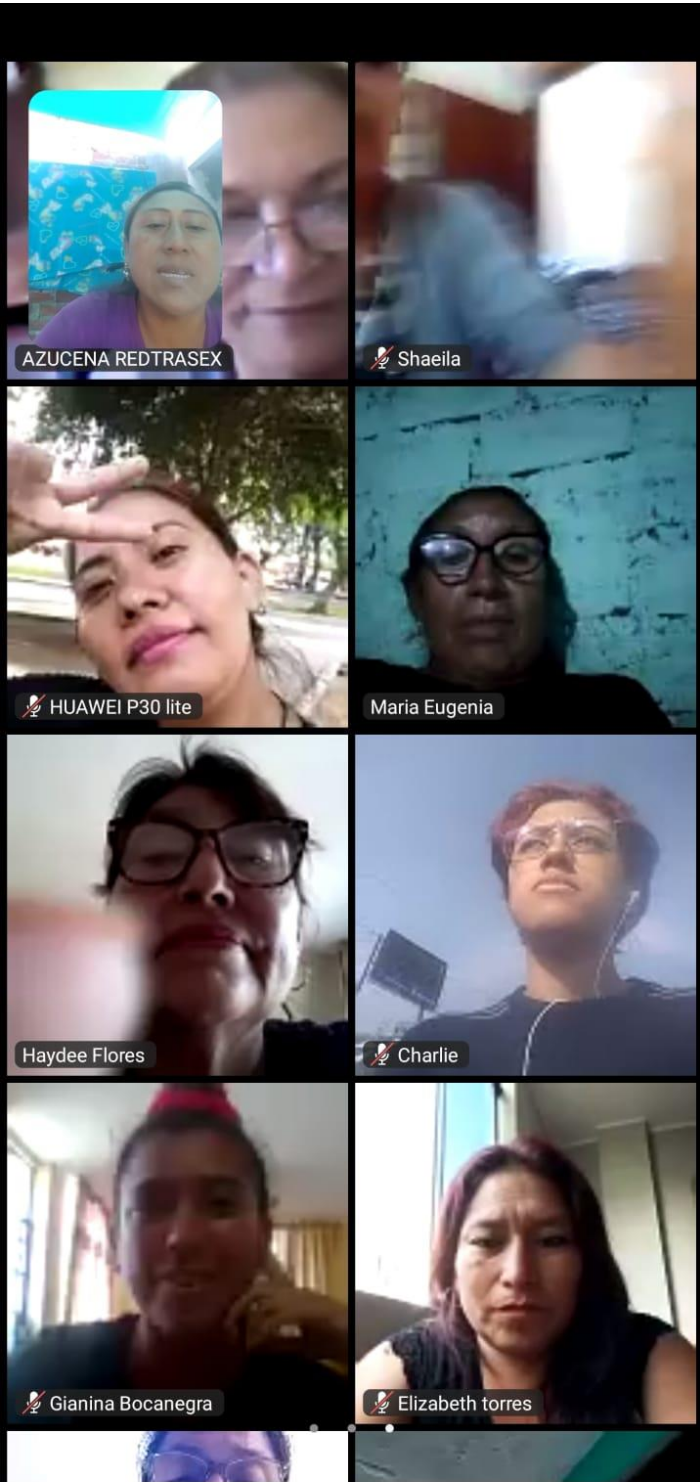 AZUCENA REDTRASEX
Shaeila
HUAWEI P30 lite
Maria Eugenia
Haydee Flores
Charlie
Gianina Bocanegra
Elizabeth torres